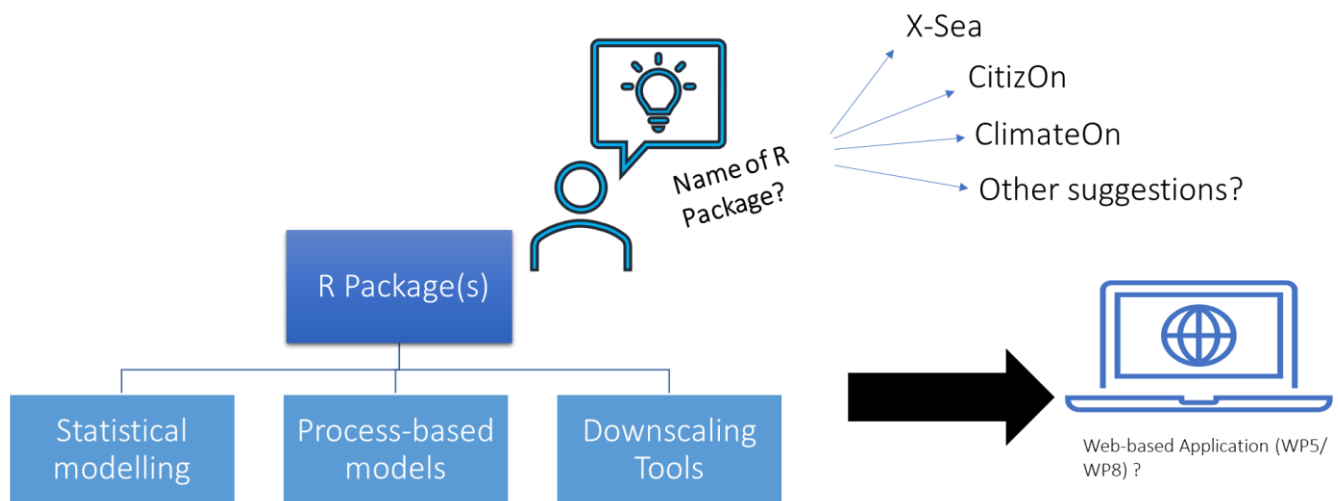 X-Sea
CitizOn
ClimateOn
Other suggestions?
Name of R
Package?
R Package(s)
Statistical
modelling
Process-based
models
Downscaling
Tools
Web-based Application (WP5/
WP8) ?